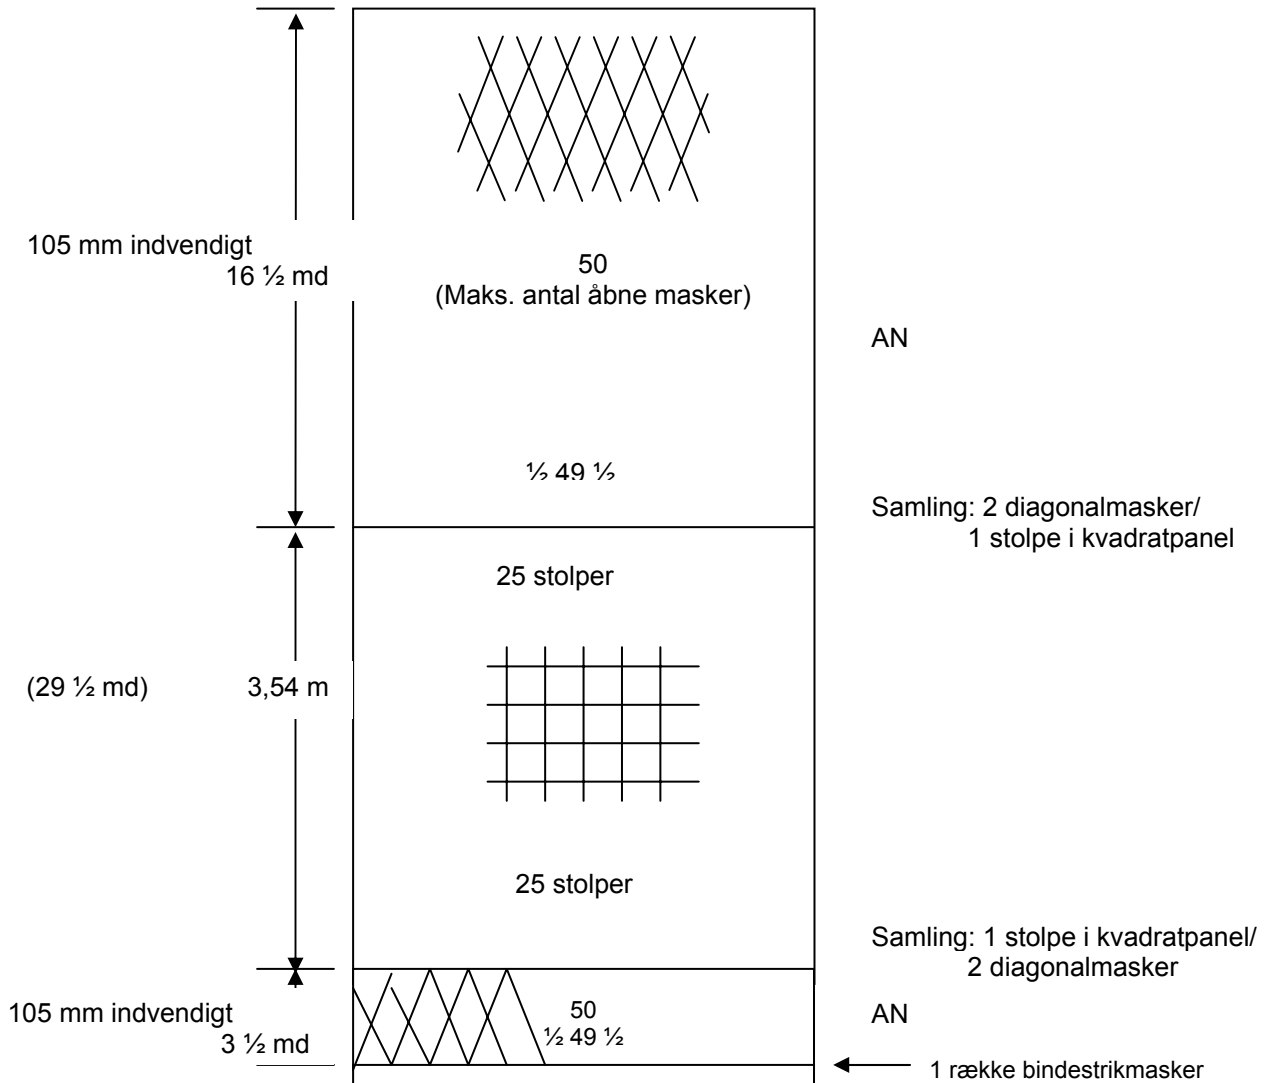 105 mm indvendigt
16 ½ md
50
(Maks. antal åbne masker)
AN
½ 49 ½
Samling: 2 diagonalmasker/
1 stolpe i kvadratpanel
25 stolper
(29 ½ md)
3,54 m
25 stolper
Samling: 1 stolpe i kvadratpanel/
2 diagonalmasker
105 mm indvendigt
3 ½ md
50
½ 49 ½
AN
1 række bindestrikmasker